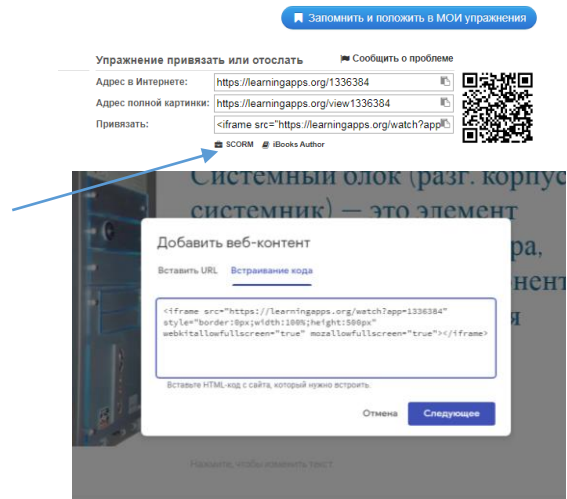 Запомнить и положить в МОИ упражнения
Упражнение привязать или отослать
Сообщить о проблеме
Адрес в Интернете:
https://learningapps.org/1336384
Адрес полной картинки:
https://learningapps.org/view1336384
Привязать:
<iframe src="https://learningapps.org/watch?app
SCORM iBooks Author
Системный блок (разг. корпус
системник) — это элемент
ра,
нент
я
Добавить веб-контент
Вставить URL Встраивание кода
<iframe src="https://learningapps.org/watch?app=1336384"
style="border:0px;width:100%;height:500px"
webkitallowfullscreen="true" mozallowfullscreen="true"></iframe>
Вставьте HTML-код с сайта, который нужно встроить.
Отмена Следующее
Нажмите, чтобы изменить текст